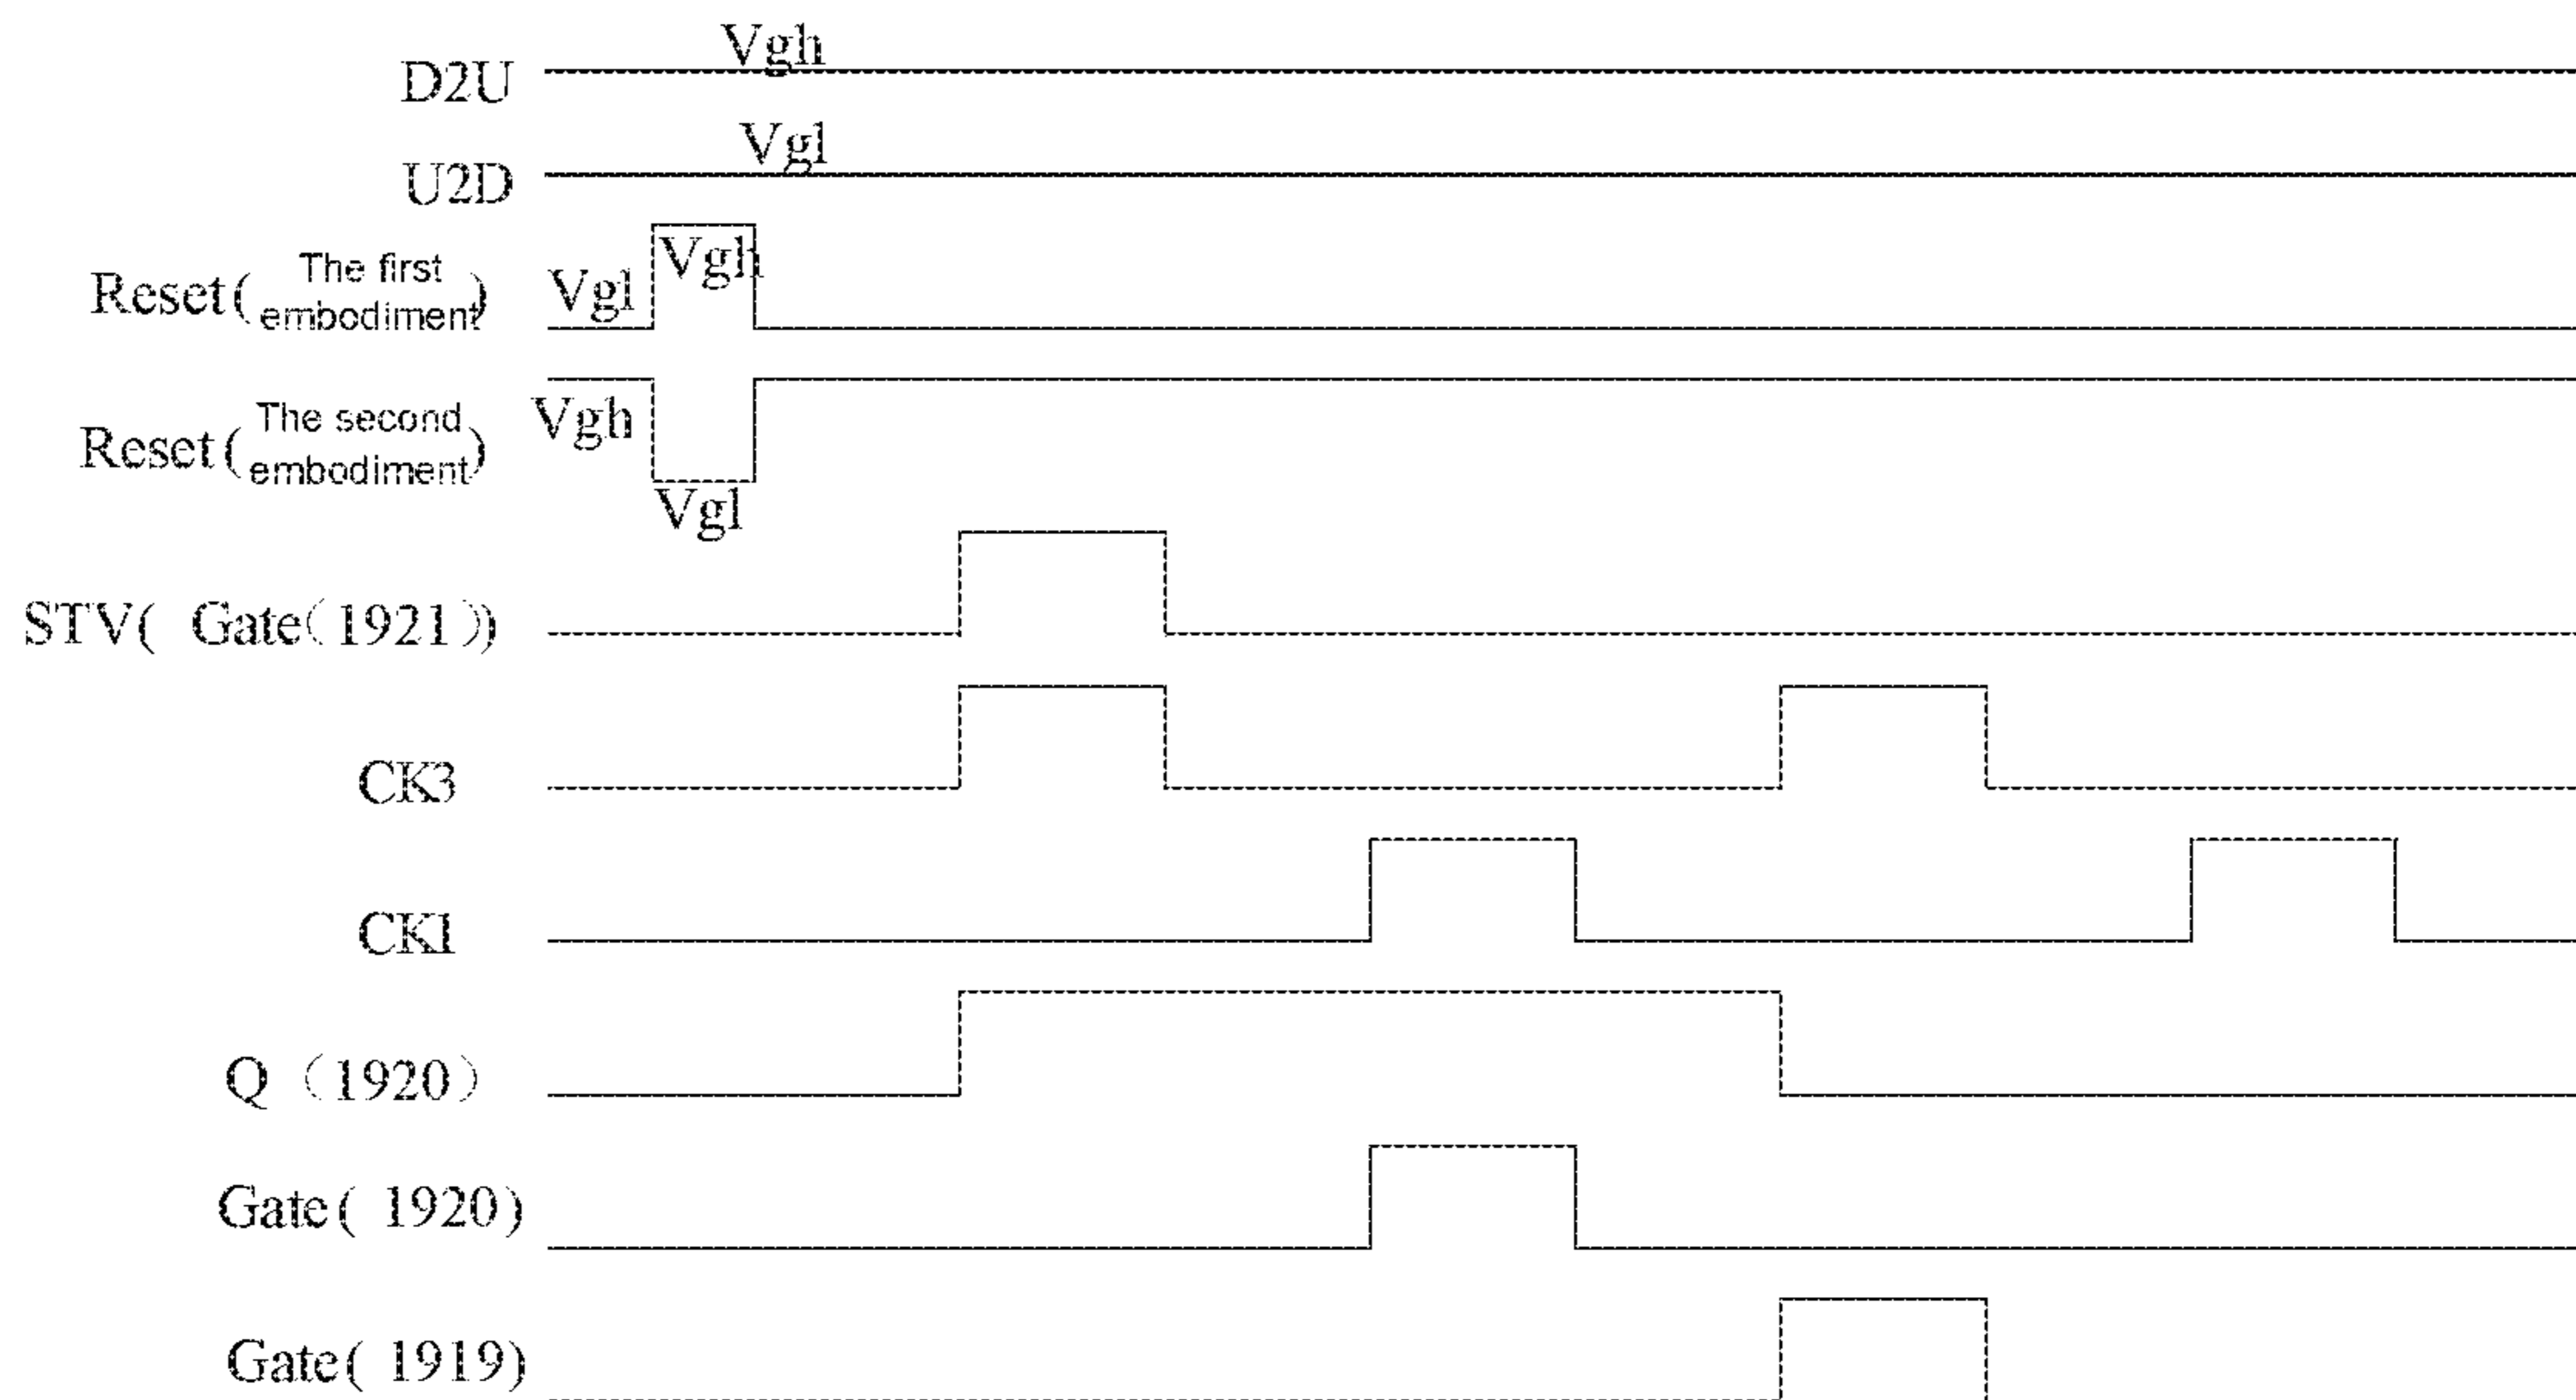 Vgh
D2U
Vgl
U2D
Reset( The first
embodiment )
Vgl
Vgh
Reset( The second
embodiment )
Vgh
Vgl
STV( Gate（1921）)
CK3
CK1
Q （1920）
Gate( 1920)
Gate( 1919)